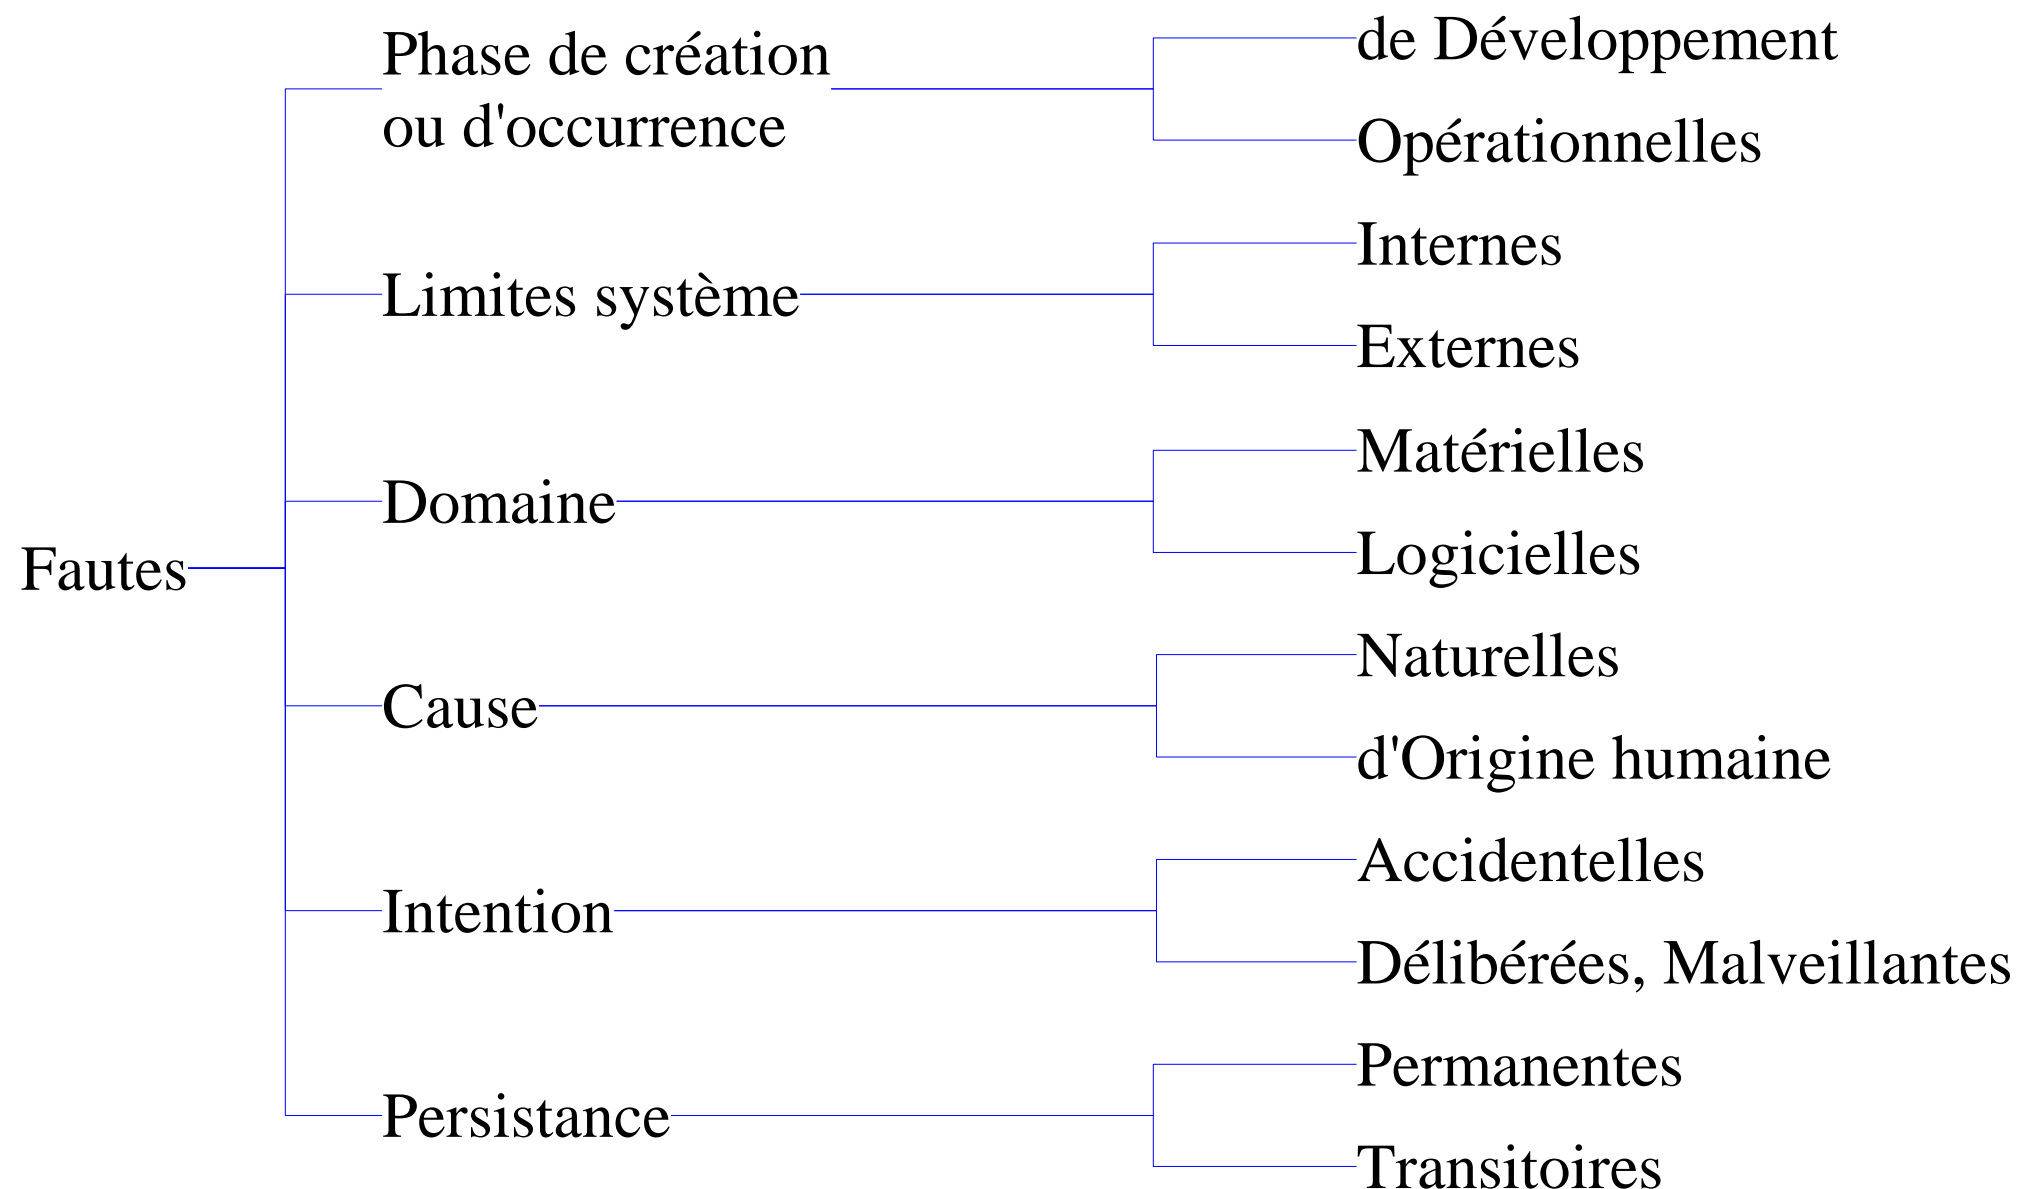 Fautes
Phase de création
ou d'occurrence
de Développement
Opérationnelles
Limites système
Internes
Externes
Domaine
Matérielles
Logicielles
Cause
Naturelles
d'Origine humaine
Intention
Accidentelles
Délibérées, Malveillantes
Persistance
Permanentes
Transitoires